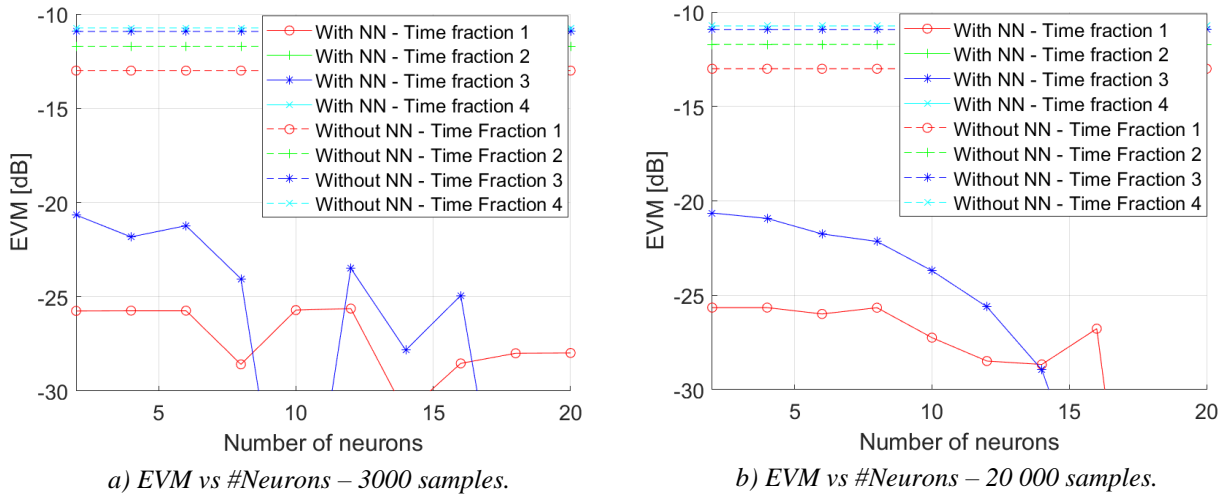 -10
-15
-20
-25
-30
EVM [dB]
5
10
15
20
Number of neurons
With NN - Time fraction 1
With NN - Time fraction 2
With NN - Time fraction 3
With NN - Time fraction 4
Without NN - Time Fraction 1
Without NN - Time Fraction 2
Without NN - Time Fraction 3
Without NN - Time Fraction 4
a) EVM vs #Neurons – 3000 samples.
-10
-15
-20
-25
-30
EVM [dB]
5
10
15
20
Number of neurons
With NN - Time fraction 1
With NN - Time fraction 2
With NN - Time fraction 3
With NN - Time fraction 4
Without NN - Time Fraction 1
Without NN - Time Fraction 2
Without NN - Time Fraction 3
Without NN - Time Fraction 4
b) EVM vs #Neurons – 20 000 samples.